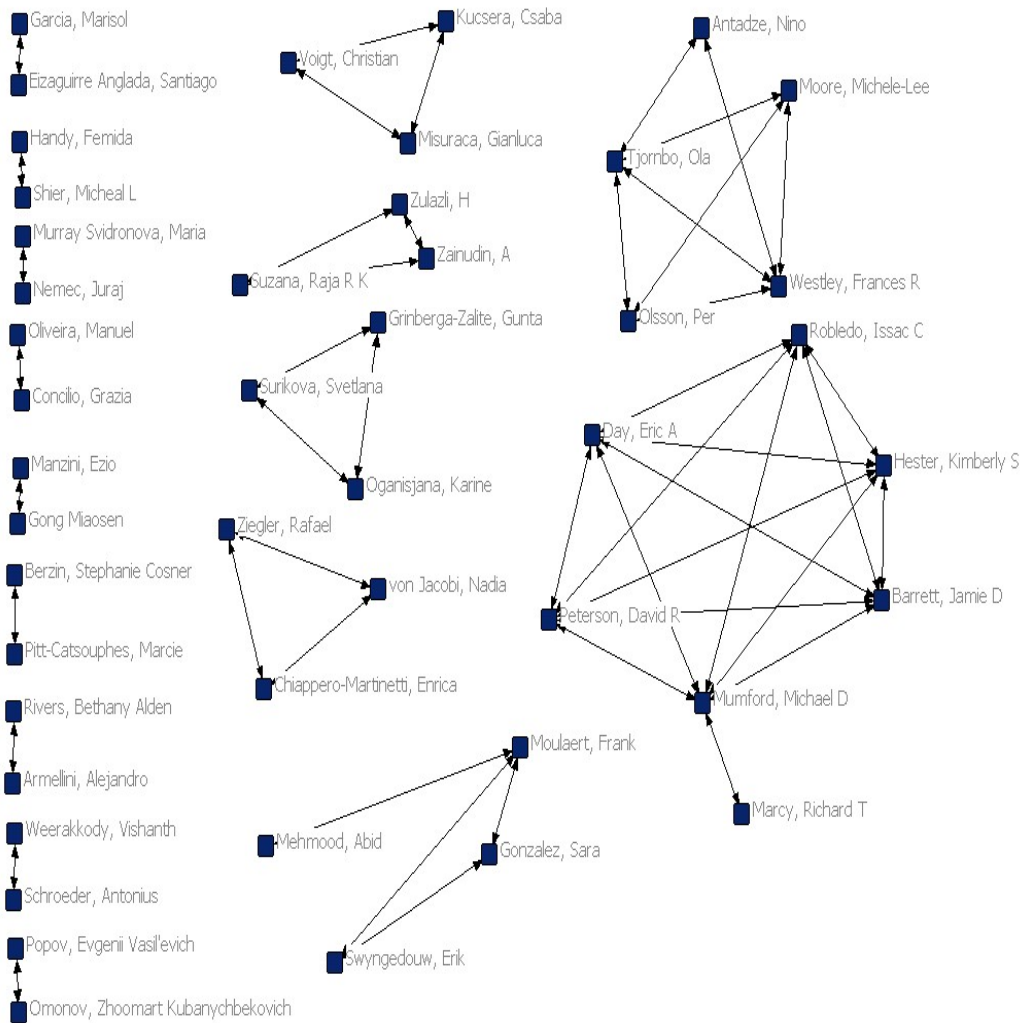 Garcia, Marisol
Eizaguirre Anglada, Santiago
Handy, Femida
Shier, Micheal L
Murray Svidronova, Maria
Nemec, Juraj
Oliveira, Manuel
Concilio, Grazia
Manzini, Ezio
Gong Miaosen
Berzin, Stephanie Cosner
Pitt-Catsouphes, Marcie
Rivers, Bethany Alden
Armellini, Alejandro
Weerakkody, Vishanth
Schroeder, Antonius
Popov, Evgenii Vasil'evich
Omonov, Zhoomart Kubanychbekovich
Kucsera, Csaba
Voigt, Christian
Misuraca, Gianluca
Zulazli, H
Zainudin, A
Suzana, Raja R K
Grinberga-Zalite, Gunta
Surikova, Svetlana
Oganisjana, Karine
Ziegler, Rafael
von Jacobi, Nadia
Chiappero-Martinetti, Enrica
Moulaert, Frank
Mehmood, Abid
Gonzalez, Sara
Swyngedouw, Erik
Antadze, Nino
Moore, Michele-Lee
Tjornbo, Ola
Westley, Frances R
Olsson, Per
Robledo, Issac C
Day, Eric A
Hester, Kimberly S
Barrett, Jamie D
Peterson, David R
Mumford, Michael D
Marcy, Richard T